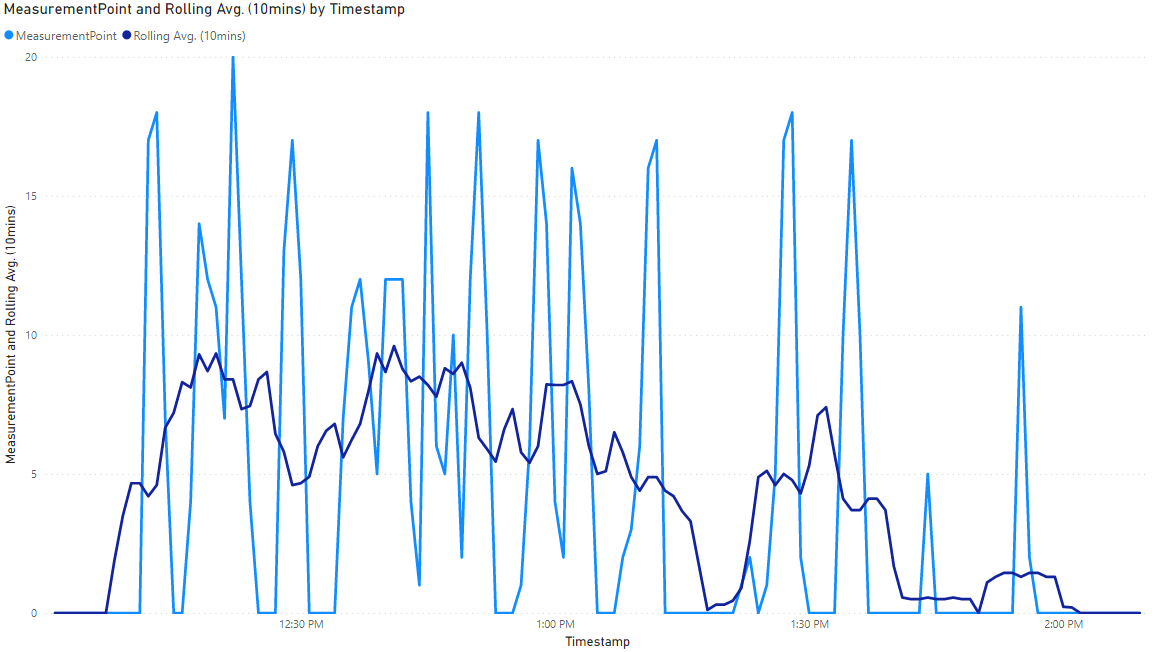 MeasurementPoint and Rolling Avg. (10mins) by Timestamp
MeasurementPoint Rolling Avg. (10mins)
20
15
10
5
0
MeasurementPoint and Rolling Avg. (10mins)
12:30 PM 1:00 PM 1:30 PM 2:00 PM
Timestamp